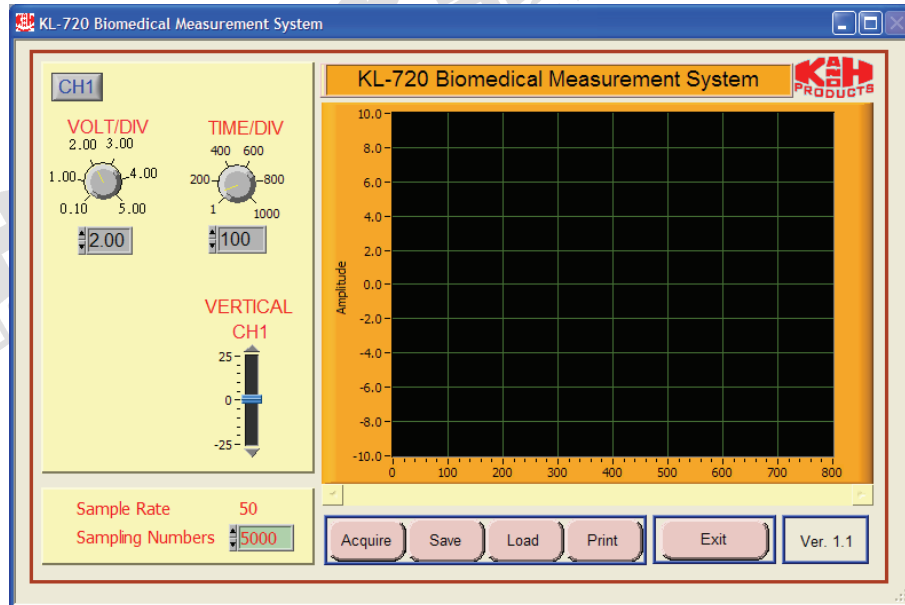 KL-720 Biomedical Measurement System
CH1
VOLT/DIV
2.00 3.00
1.00 4.00
0.10 5.00
2.00
TIME/DIV
400 600
200 800
1 1000
100
VERTICAL
CH1
25
0
-25
Sample Rate 50
Sampling Numbers 5000
KL-720 Biomedical Measurement System
K AND H
PRODUCTS
Amplitude
10.0
8.0
6.0
4.0
2.0
0.0
-2.0
-4.0
-6.0
-8.0
-10.0
0 100 200 300 400 500 600 700 800
Acquire Save Load Print Exit Ver. 1.1